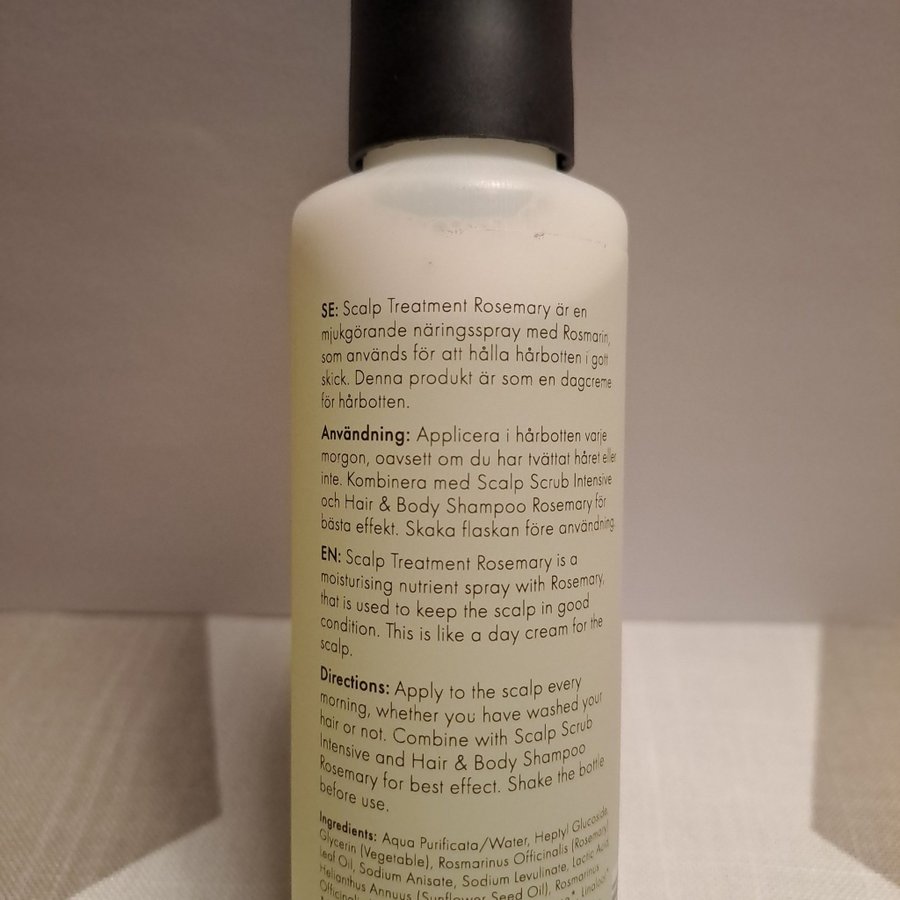 SE: Scalp Treatment Rosemary är en
mjukgörande näringsspray med Rosmarin,
som används för att hålla hårbotten i gott
skick. Denna produkt är som en dagcreme
för hårbotten.
Användning: Applicera i hårbotten varje
morgon, oavsett om du har tvättat håret eller
inte. Kombinera med Scalp Scrub Intensive
och Hair & Body Shampoo Rosemary för
bästa effekt. Skaka flaskan före användning.
EN: Scalp Treatment Rosemary is a
moisturising nutrient spray with Rosemary,
that is used to keep the scalp in good
condition. This is like a day cream for the
scalp.
Directions: Apply to the scalp every
morning, whether you have washed your
hair or not. Combine with Scalp Scrub
Intensive and Hair & Body Shampoo
Rosemary for best effect. Shake the bottle
before use.
Ingredients: Aqua Purificata/Water, Heptyl Glucoside,
Glycerin (Vegetable), Rosmarinus Officinalis (Rosemary)
Leaf Oil, Sodium Anisate, Sodium Levulinate, Lactic Acid,
Helianthus Annuus (Sunflower Seed Oil), Rosmarinus
Linalool*